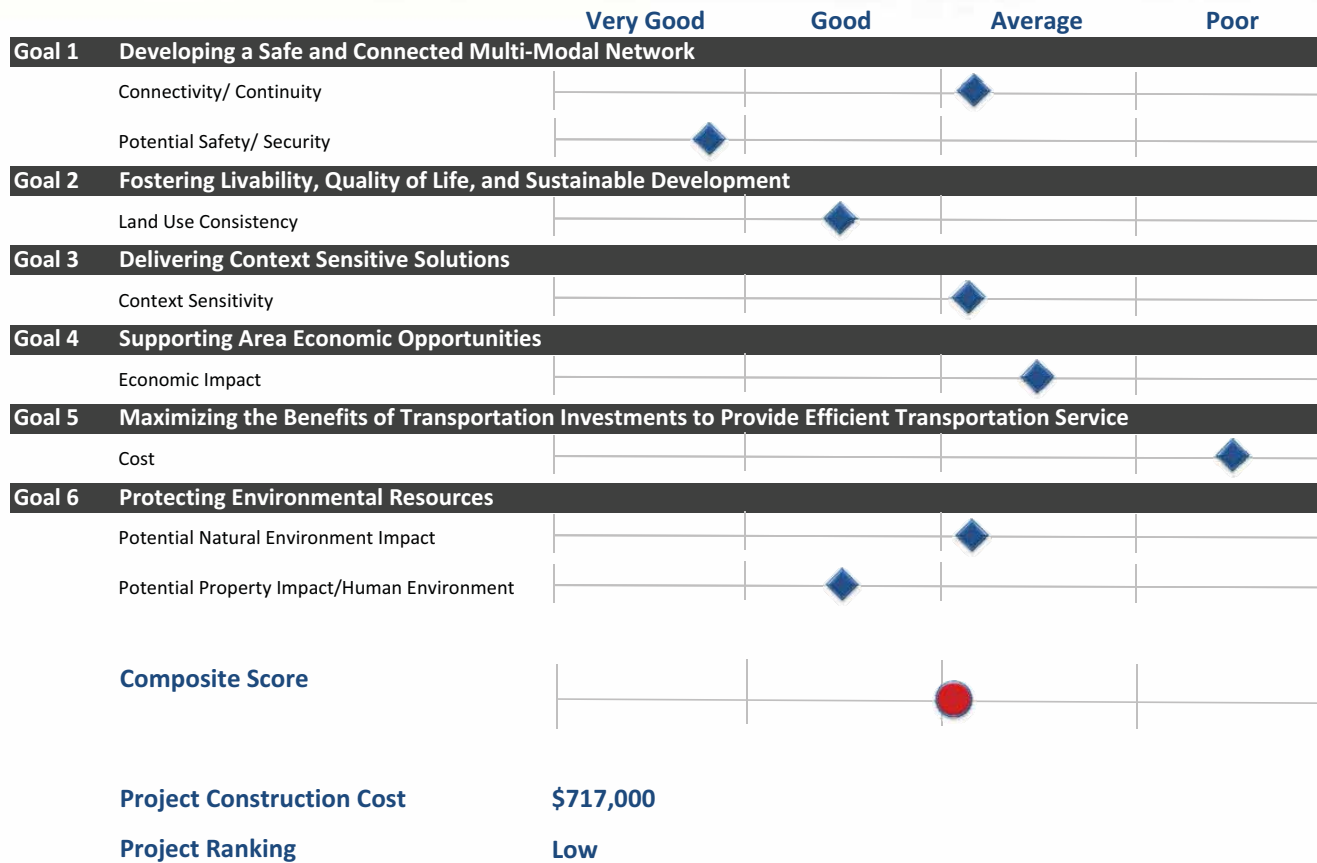 Very Good Good Average Poor
Goal 1 Developing a Safe and Connected Multi-Modal Network
Connectivity/ Continuity
Potential Safety/ Security
Goal 2 Fostering Livability, Quality of Life, and Sustainable Development
Land Use Consistency
Goal 3 Delivering Context Sensitive Solutions
Context Sensitivity
Goal 4 Supporting Area Economic Opportunities
Economic Impact
Goal 5 Maximizing the Benefits of Transportation Investments to Provide Efficient Transportation Service
Cost
Goal 6 Protecting Environmental Resources
Potential Natural Environment Impact
Potential Property Impact/Human Environment
Composite Score
Project Construction Cost $717,000
Project Ranking Low